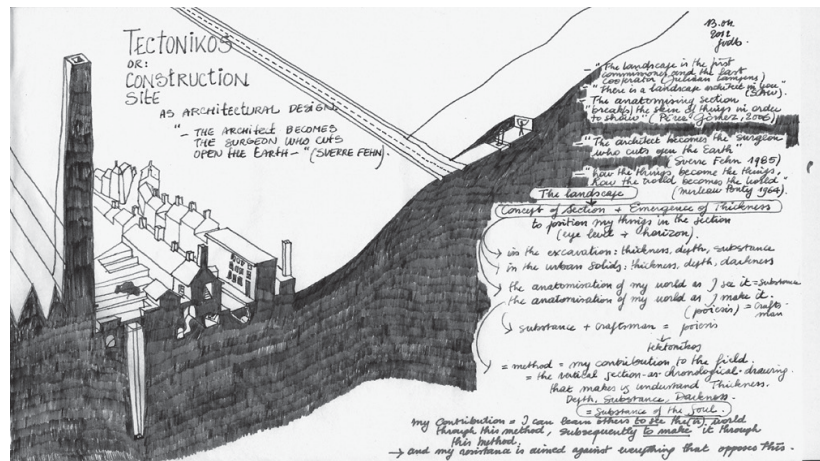 TECTONIKOS
OR:
CONSTRUCTION
SITE
AS ARCHITECTURAL DESIGN.
"- THE ARCHITECT BECOMES
THE SURGEON WHO CUTS
OPEN THE EARTH-" (SVERRE FEHN).
13.04
2012
- "The landscape is the first
commissioner and the last
cooperator (Juliaan Lampens)
- "There is a landscape architect in you"
- The anatomising section
"breaks the skin of things in order
to show" (Pérez-Gómez, 2006)
- "The architect becomes the surgeon
who cuts open the Earth"
Sverre Fehn 1985)
- "how the things become the things,
how the world becomes the world"
(Merleau Ponty 1964).
The landscape
Concept of Section + Emergence of Thickness
to position my things in the section
(eye level + horizon).
in the excavation: thickness, depth, substance
in the urban solids: thickness, depth, darkness
the anatomisation of my world as I see it = substance
the anatomisation of my world as I make it.
(poiesis) = craftsman
substance + craftsman = poiesis
tektonikos
= method = my contribution to the field.
= the vertical section-as-chronological-drawing.
that makes us understand Thickness.
Depth, Substance, Darkness.
= Substance of the Soul.
my contribution = I can learn others to see the(a) world
through this method, subsequently to make it through
this method.
→ and my resistance is aimed against everything that opposes this.